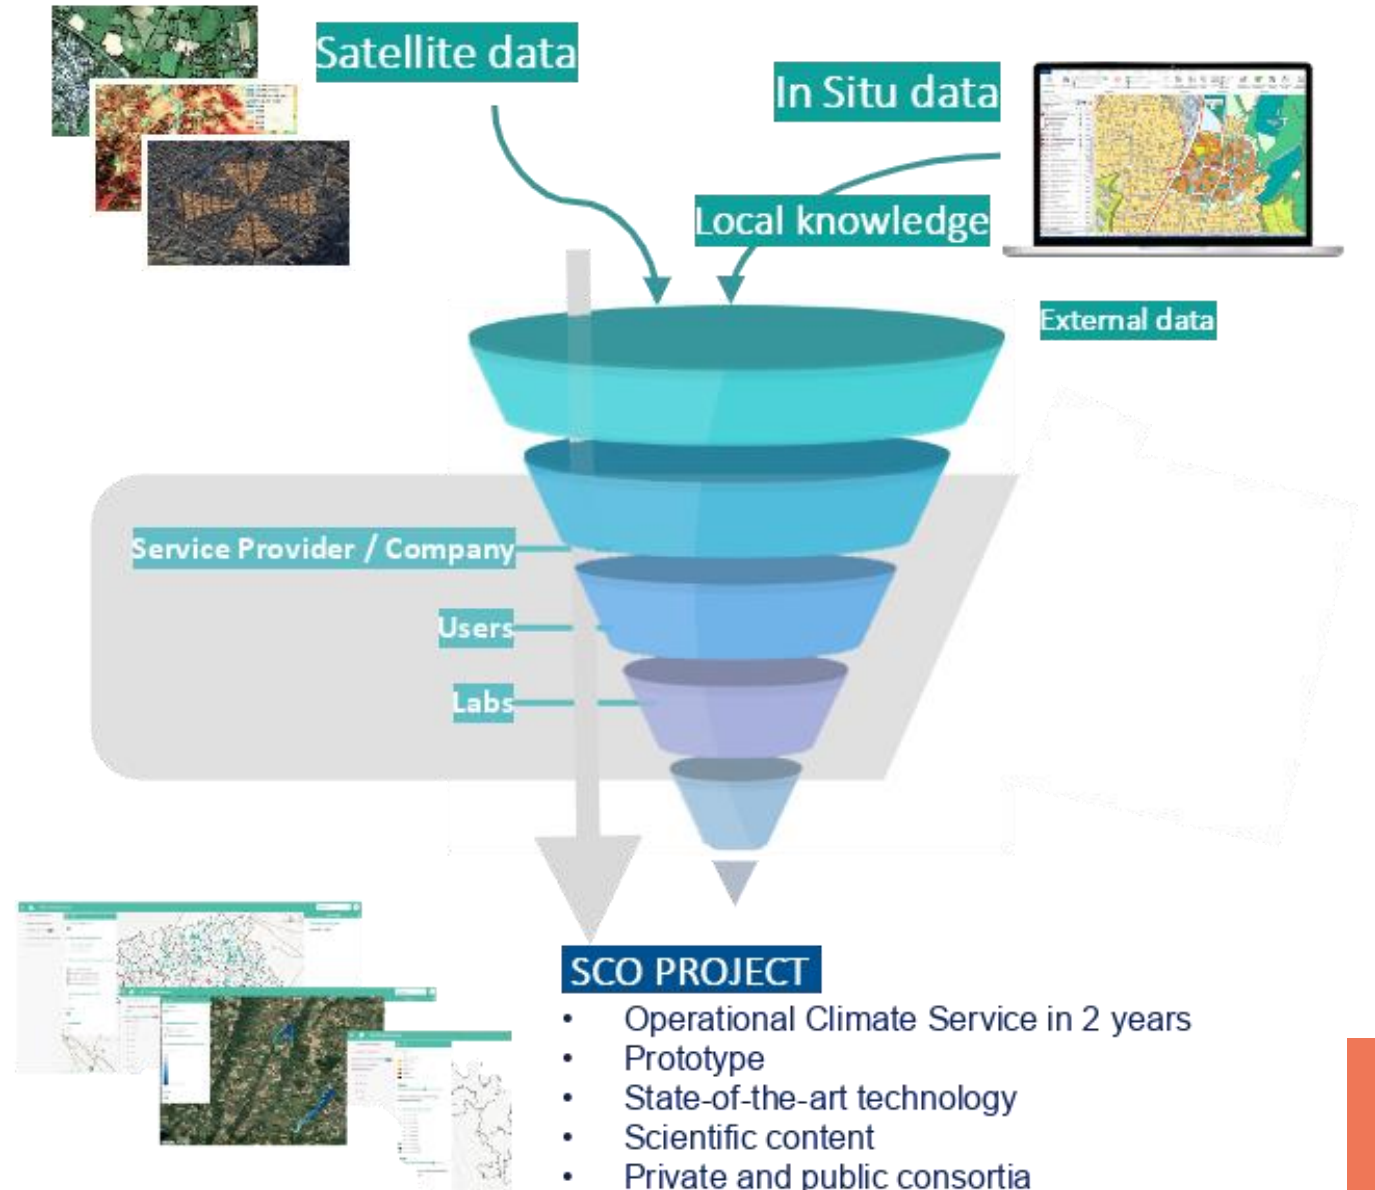 Satellite data
In Situ data
Local knowledge
External data
Service Provider / Company
Users
Labs
SCO PROJECT
• Operational Climate Service in 2 years
• Prototype
• State-of-the-art technology
• Scientific content
• Private and public consortia